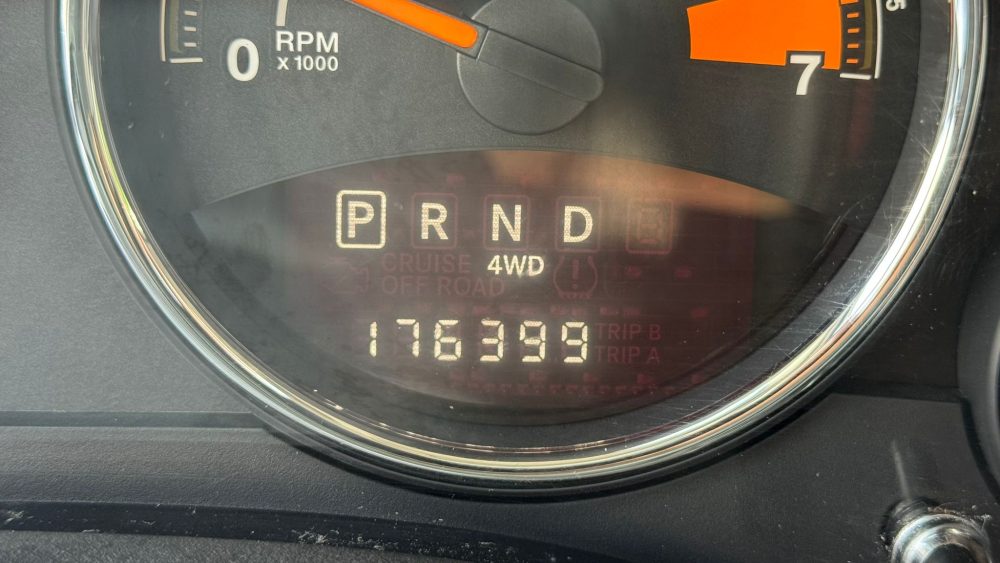 0 RPM
x 1000
7
P R N D
CRUISE 4WD
OFF ROAD
176399 TRIP B
TRIP A